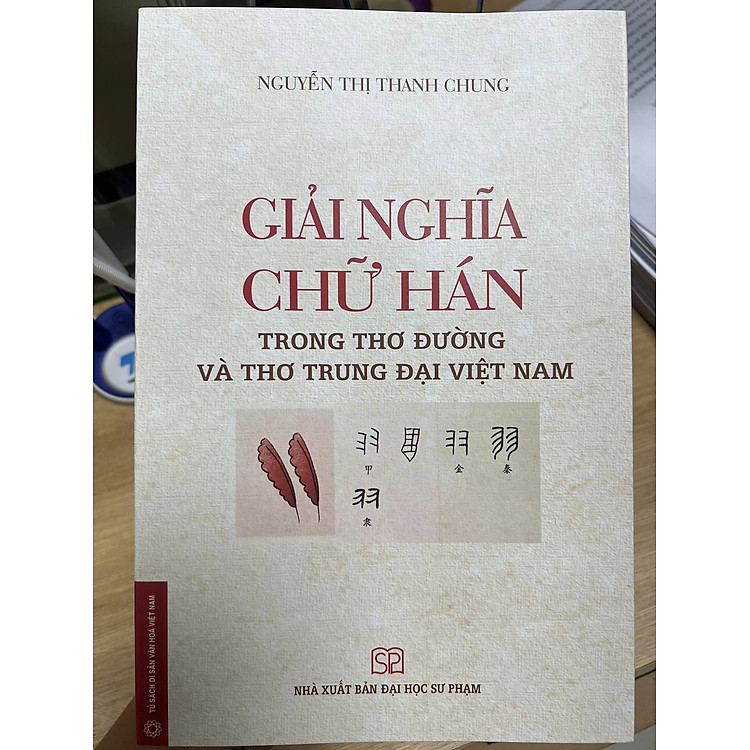 NGUYỄN THỊ THANH CHUNG
GIẢI NGHĨA
CHỮ HÁN
TRONG THƠ ĐƯỜNG
VÀ THƠ TRUNG ĐẠI VIỆT NAM
甲 金 秦
隶
TỦ SÁCH DI SẢN VĂN HOÁ VIỆT NAM
SP
NHÀ XUẤT BẢN ĐẠI HỌC SƯ PHẠM